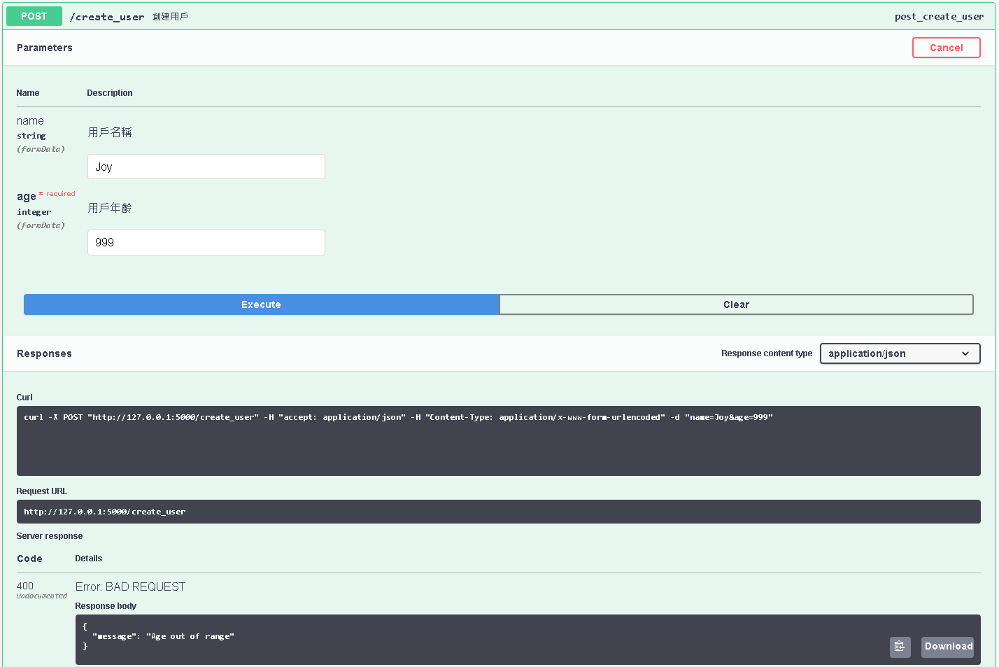 POST /create_user 創建用戶 post_create_user
Parameters Cancel
Name Description
name
string
(formData)
用戶名稱
Joy
age * required
integer
(formData)
用戶年齡
999
Execute Clear
Responses Response content type application/json
Curl
curl -X POST "http://127.0.0.1:5000/create_user" -H "accept: application/json" -H "Content-Type: application/x-www-form-urlencoded" -d "name=Joy&age=999"
Request URL
http://127.0.0.1:5000/create_user
Server response
Code Details
400
Undocumented
Error: BAD REQUEST
Response body
{
"message": "Age out of range"
}
Download